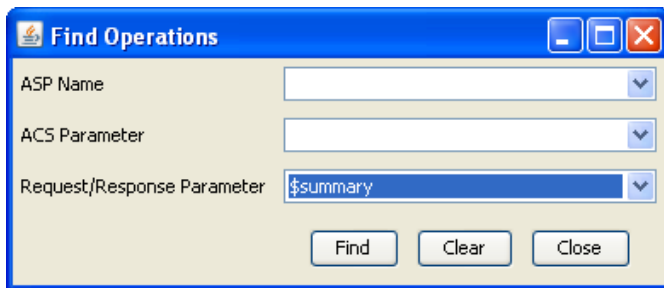 Find Operations
ASP Name
ACS Parameter
Request/Response Parameter $summary
Find Clear Close